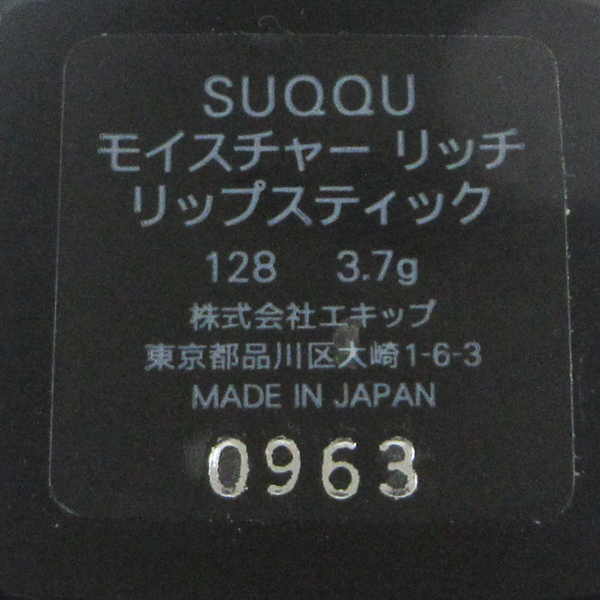 SUQQU
モイスチャー リッチ
リップスティック
128 3.7g
株式会社エキップ
東京都品川区大崎1-6-3
MADE IN JAPAN
0963